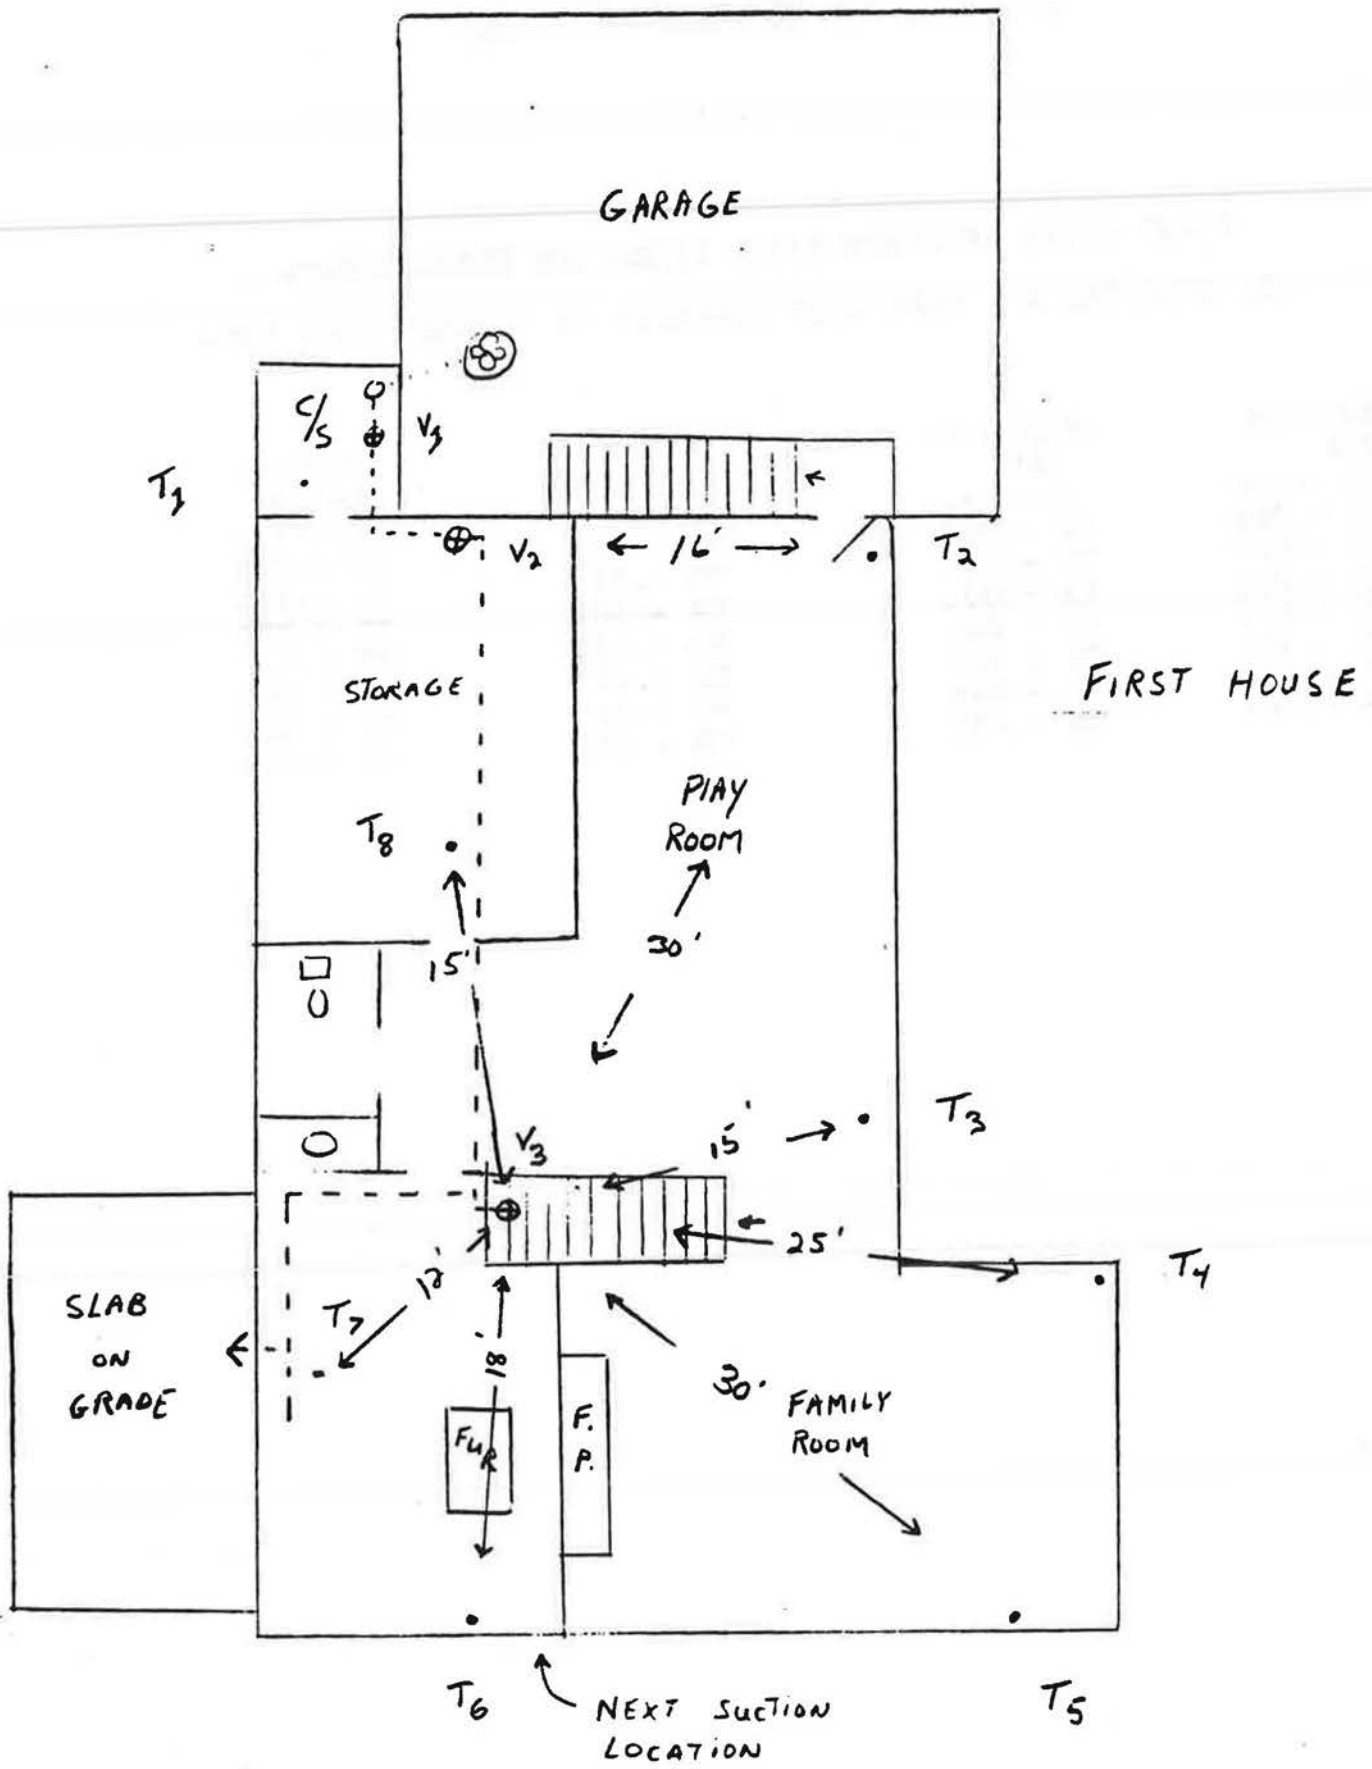 GARAGE
C/S
V1
T1
V2
16'
T2
STORAGE
FIRST HOUSE
PLAY
ROOM
T8
15'
30'
V3
15'
T3
25'
T4
SLAB
ON
GRADE
T7
12'
18'
30'
FAMILY
ROOM
FUR
F.
P.
T6
NEXT SUCTION
LOCATION
T5